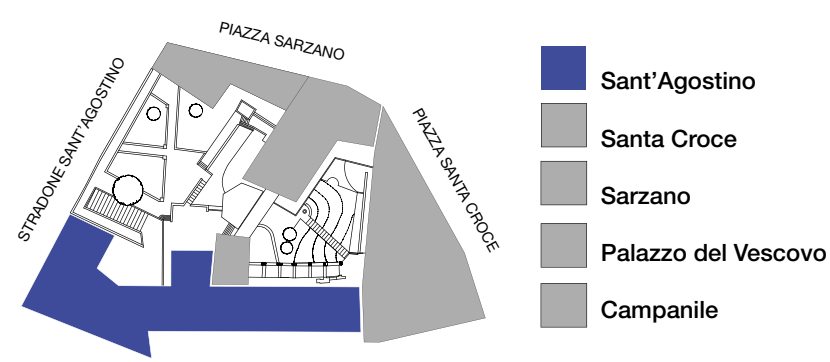 PIAZZA SARZANO
STRADONE SANT'AGOSTINO
PIAZZA SANTA CROCE
Sant'Agostino
Santa Croce
Sarzano
Palazzo del Vescovo
Campanile